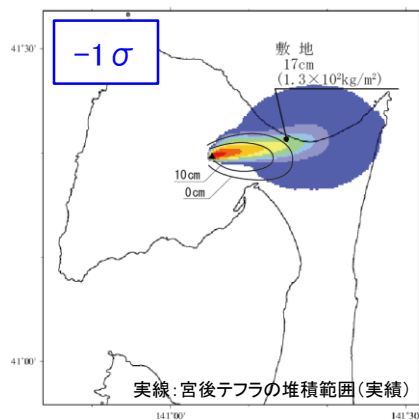 41°30'
−1σ
敷 地
17cm
(1.3×10²kg/m²)
10cm
0cm
41°00'
実線：宮後テフラの堆積範囲（実績）
141°00'
141°30'